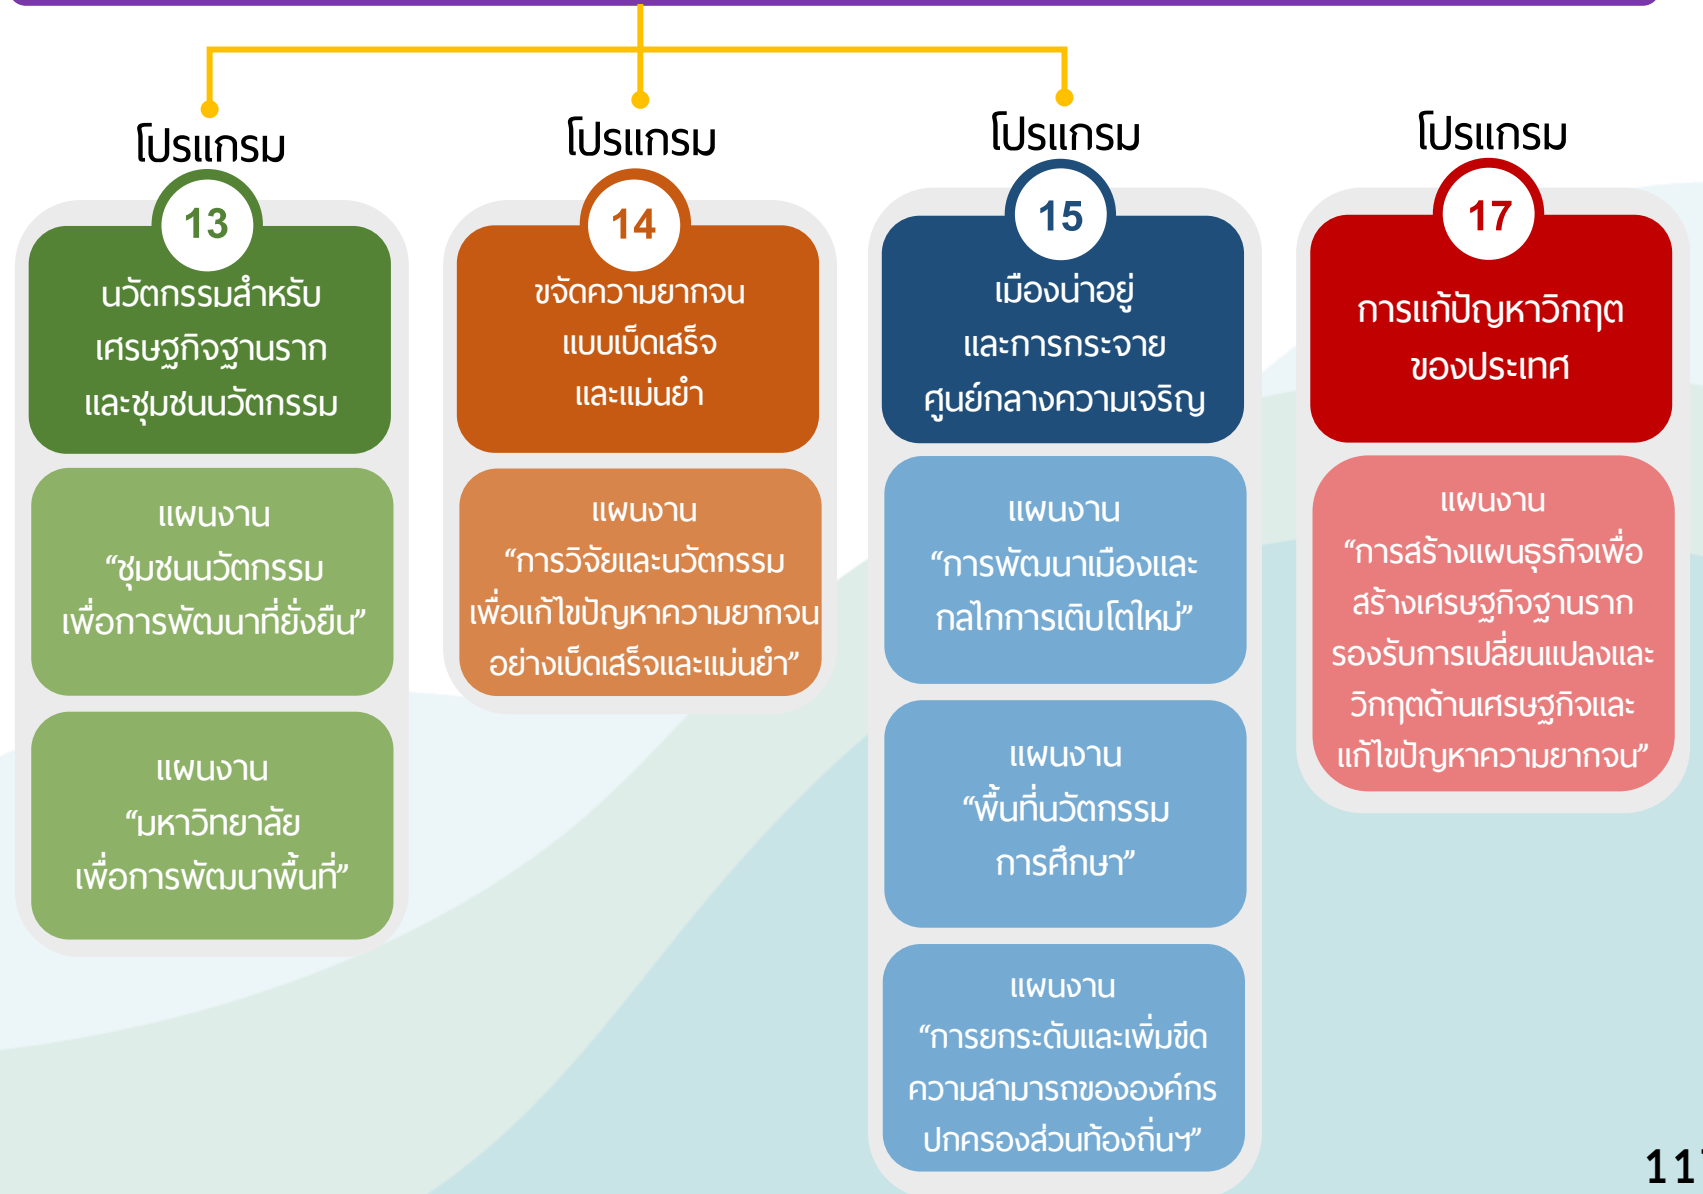 โปรแกรม
13
นวัตกรรมสำหรับ
เศรษฐกิจฐานราก
และชุมชนนวัตกรรม
แผนงาน
“ชุมชนนวัตกรรม
เพื่อการพัฒนาที่ยั่งยืน”
แผนงาน
“มหาวิทยาลัย
เพื่อการพัฒนาพื้นที่”
โปรแกรม
14
ขจัดความยากจน
แบบเบ็ดเสร็จ
และแม่นยำ
แผนงาน
“การวิจัยและนวัตกรรม
เพื่อแก้ไขปัญหาความยากจน
อย่างเบ็ดเสร็จและแม่นยำ”
โปรแกรม
15
เมืองน่าอยู่
และการกระจาย
ศูนย์กลางความเจริญ
แผนงาน
“การพัฒนาเมืองและ
กลไกการเติบโตใหม่”
แผนงาน
“พื้นที่นวัตกรรม
การศึกษา”
แผนงาน
“การยกระดับและเพิ่มขีด
ความสามารถขององค์กร
ปกครองส่วนท้องถิ่นฯ”
โปรแกรม
17
การแก้ปัญหาวิกฤต
ของประเทศ
แผนงาน
“การสร้างแผนธุรกิจเพื่อ
สร้างเศรษฐกิจฐานราก
รองรับการเปลี่ยนแปลงและ
วิกฤตด้านเศรษฐกิจและ
แก้ไขปัญหาความยากจน”